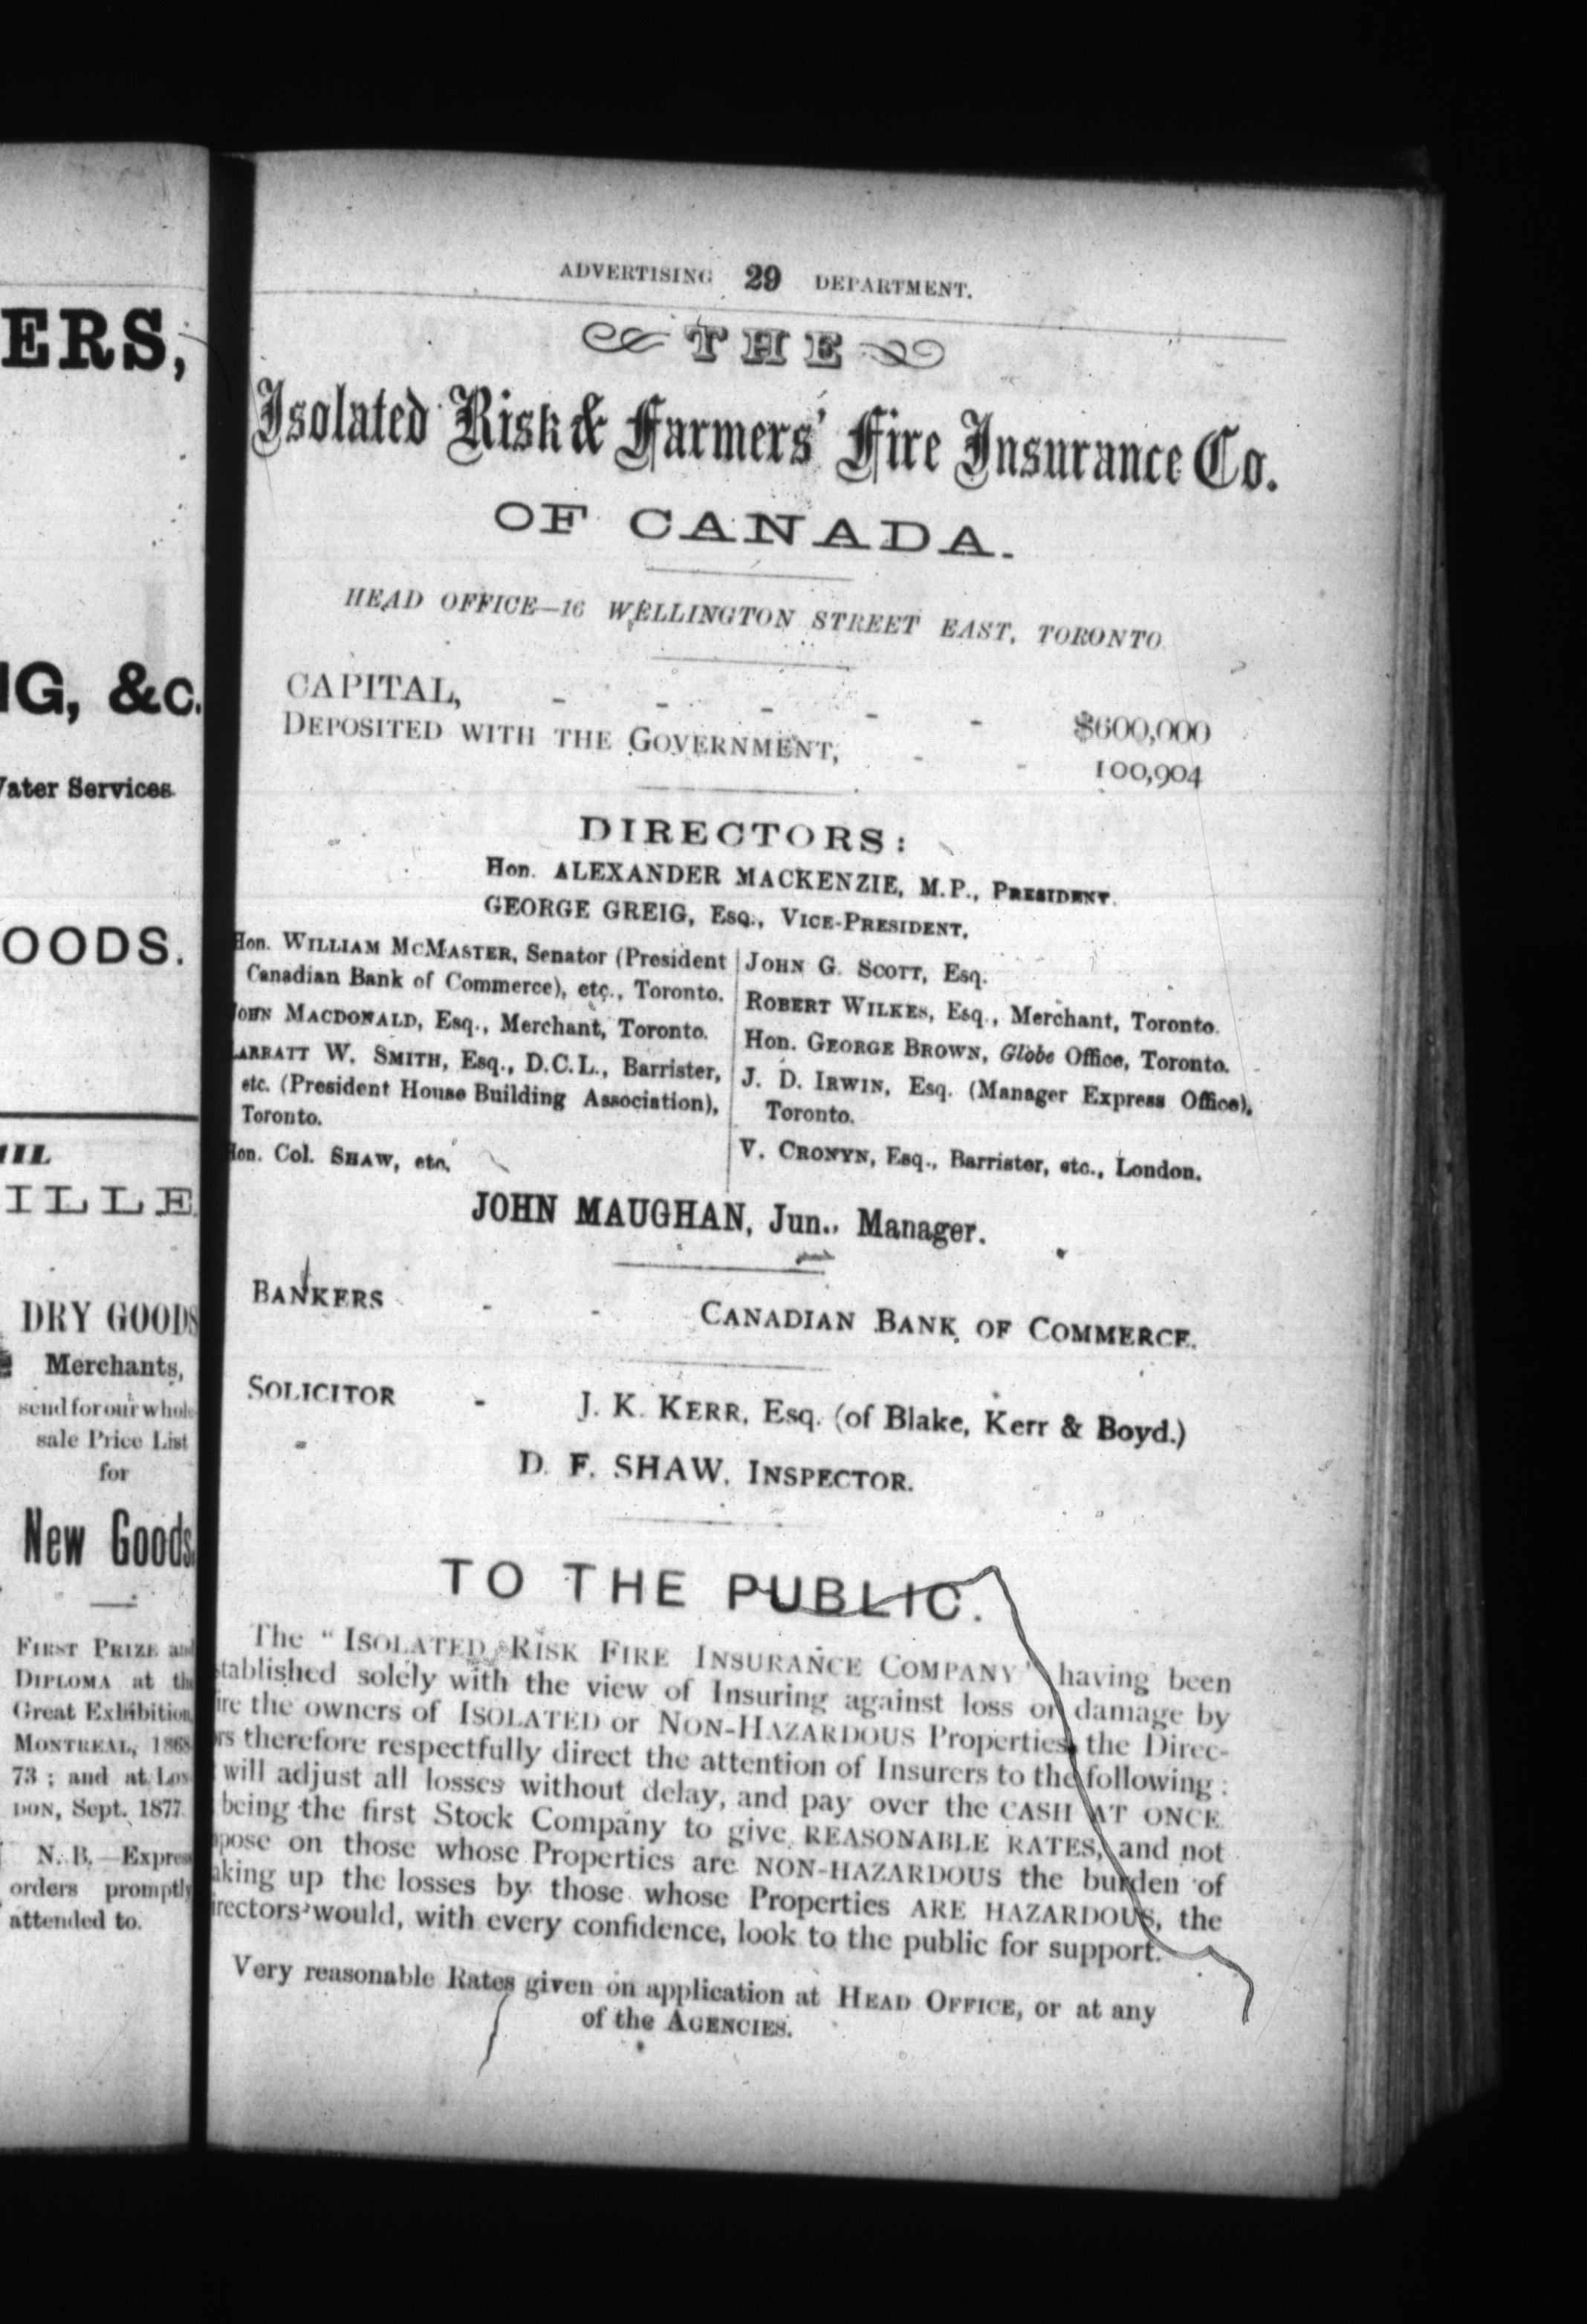 ERS,
IG, &c.
Water Services
OODS.
ILLE
DRY GOODS
Merchants,
send for our whole-
sale Price List
for
New Goods.
FIRST PRIZE and
DIPLOMA at the
Great Exhibition,
MONTREAL, 1868
73 ; and at LON-
DON, Sept. 1877.
N. B.—Express
orders promptly
attended to.
ADVERTISING 29 DEPARTMENT.
THE
Isolated Risk & Farmers' Fire Insurance Co.
OF CANADA.
HEAD OFFICE—16 WELLINGTON STREET EAST, TORONTO
CAPITAL, - - - - - $600,000
DEPOSITED WITH THE GOVERNMENT, - - 100,904
DIRECTORS:
Hon. ALEXANDER MACKENZIE, M.P., PRESIDENT.
GEORGE GREIG, Esq., VICE-PRESIDENT.
Hon. WILLIAM MCMASTER, Senator (President
Canadian Bank of Commerce), etc., Toronto.
JOHN MACDONALD, Esq., Merchant, Toronto.
LARRATT W. SMITH, Esq., D.C.L., Barrister,
etc. (President House Building Association),
Toronto.
Hon. Col. SHAW, etc.
JOHN G. SCOTT, Esq.
ROBERT WILKES, Esq., Merchant, Toronto.
Hon. GEORGE BROWN, Globe Office, Toronto.
J. D. IRWIN, Esq. (Manager Express Office),
Toronto.
V. CRONYN, Esq., Barrister, etc., London.
JOHN MAUGHAN, Jun., Manager.
BANKERS - - CANADIAN BANK OF COMMERCE.
SOLICITOR - J. K. KERR, Esq. (of Blake, Kerr & Boyd.)
D. F. SHAW, INSPECTOR.
TO THE PUBLIC.
The "ISOLATED RISK FIRE INSURANCE COMPANY" having been
stablished solely with the view of Insuring against loss or damage by
ire the owners of ISOLATED or NON-HAZARDOUS Properties, the Direc-
ors therefore respectfully direct the attention of Insurers to the following:
will adjust all losses without delay, and pay over the CASH AT ONCE
being the first Stock Company to give REASONABLE RATES, and not
pose on those whose Properties are NON-HAZARDOUS the burden of
aking up the losses by those whose Properties ARE HAZARDOUS, the
irectors would, with every confidence, look to the public for support.
Very reasonable Rates given on application at HEAD OFFICE, or at any
of the AGENCIES.